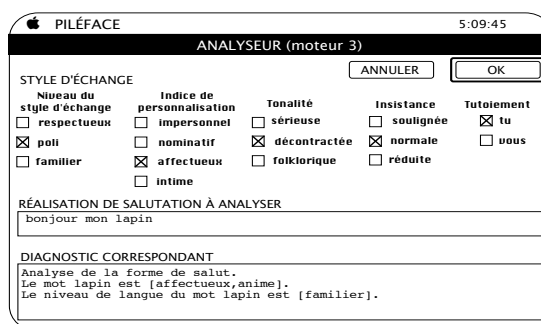 PILÉFACE 5:09:45
ANALYSEUR (moteur 3)
ANNULER OK
STYLE D'ÉCHANGE
Niveau du style d'échange
respectueux
poli
familier
Indice de personnalisation
impersonnel
nominatif
affectueux
intime
Tonalité
sérieuse
décontractée
folklorique
Insistance
soulignée
normale
réduite
Tutoiement
tu
vous
RÉALISATION DE SALUTATION À ANALYSER
bonjour mon lapin
DIAGNOSTIC CORRESPONDANT
Analyse de la forme de salut.
Le mot lapin est [affectueux,anime].
Le niveau de langue du mot lapin est [familier].